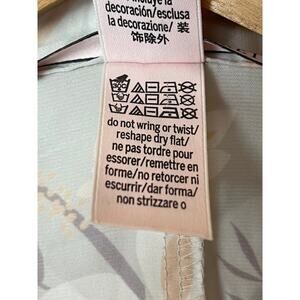 decoración/esclusa
la decorazione/ 装
饰除外
do not wring or twist/
reshape dry flat/
ne pas tordre pour
essorer/remettre en
forme/no retorcer ni
escurrir/dar forma/
non strizzare o